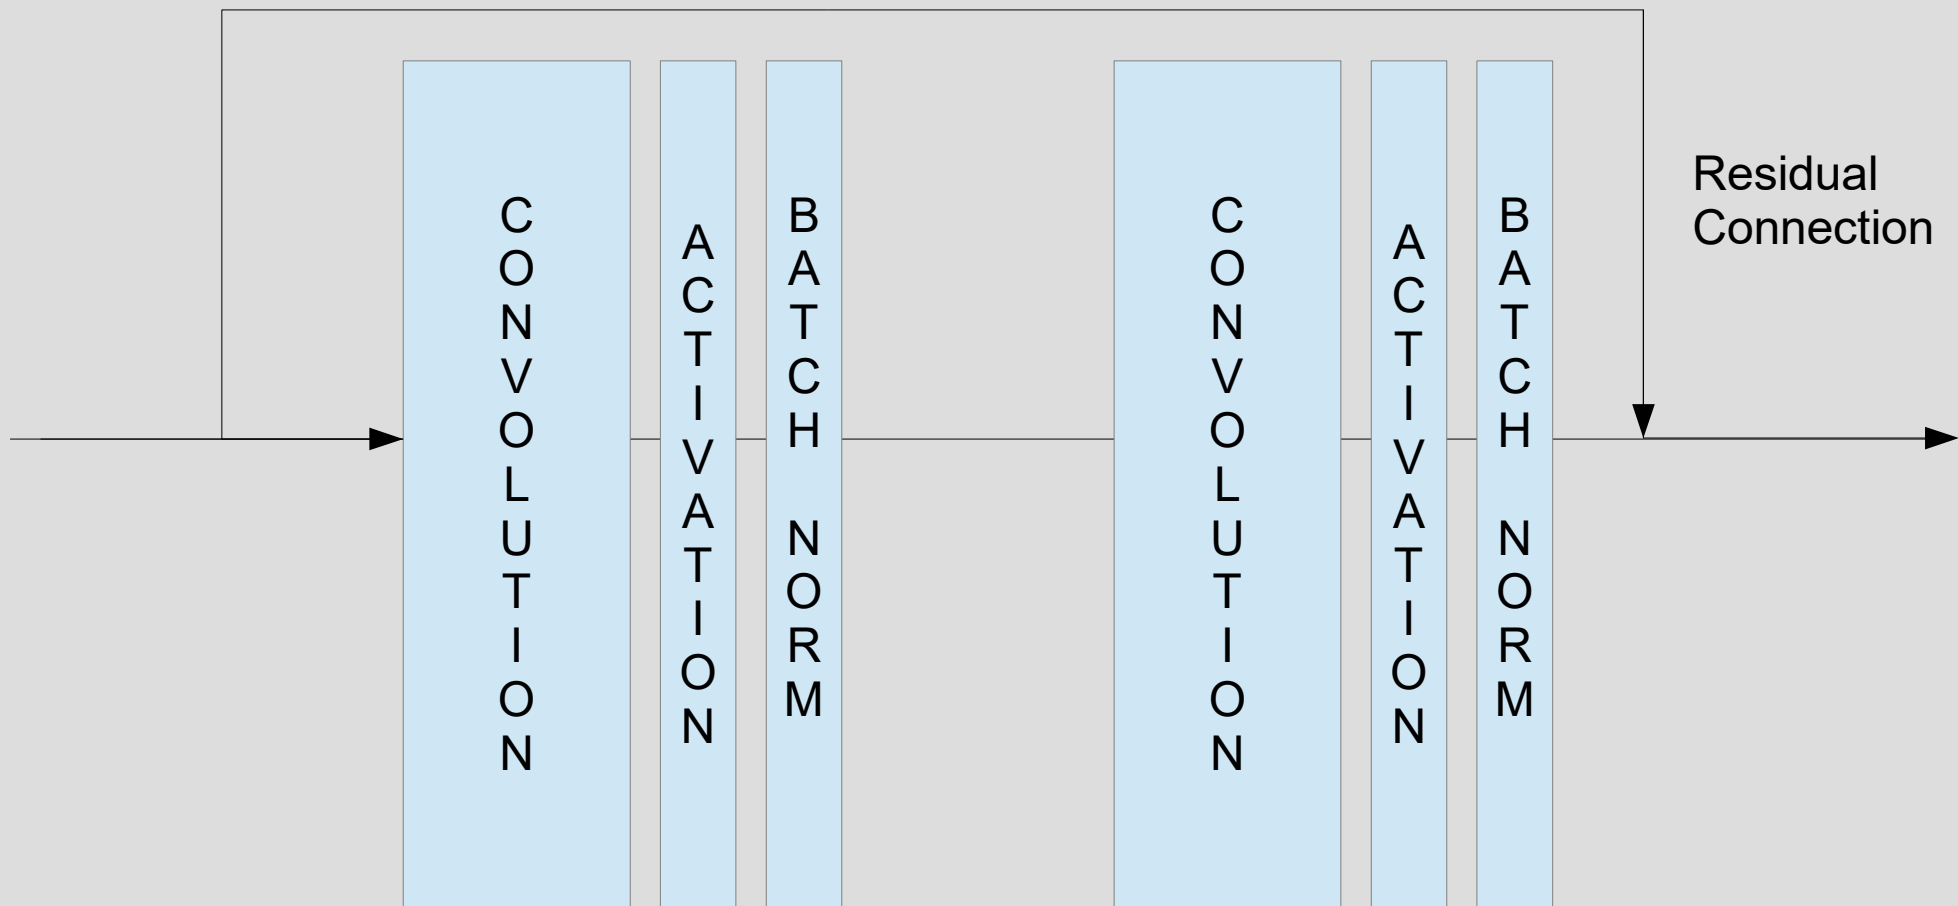 CONVOLUTION
ACTIVATION
BATCH NORM
CONVOLUTION
ACTIVATION
BATCH NORM
Residual
Connection